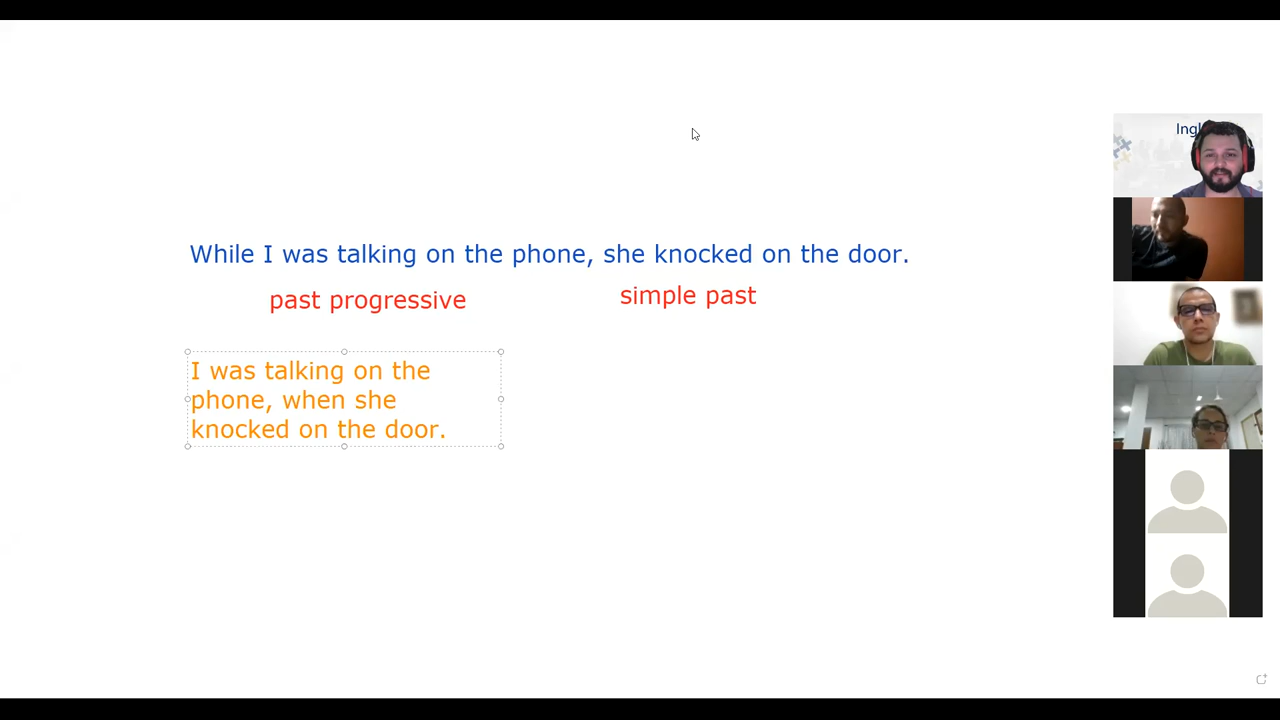 While I was talking on the phone, she knocked on the door.
past progressive
simple past
I was talking on the
phone, when she
knocked on the door.